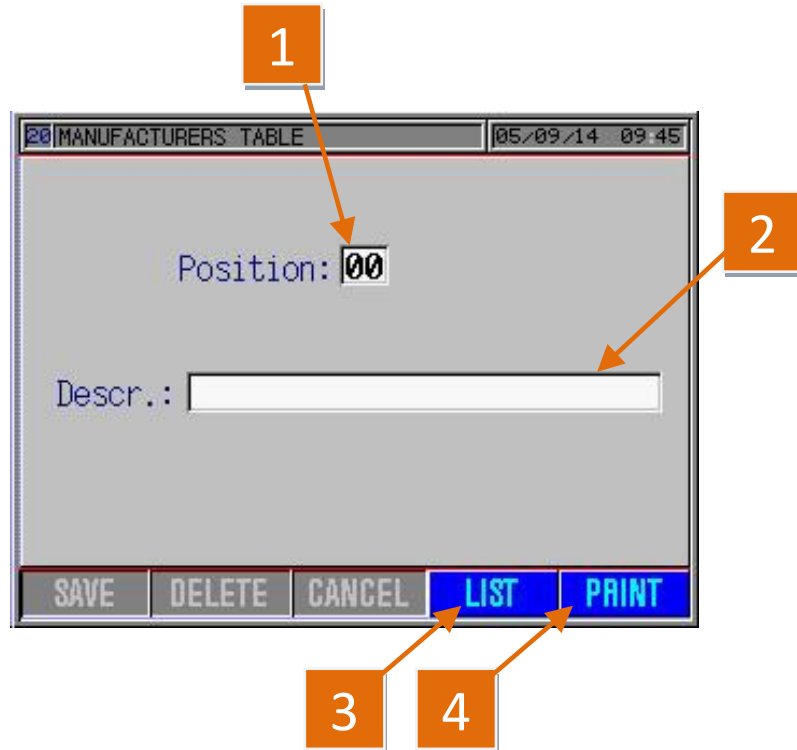 1
20 MANUFACTURERS TABLE 05/09/14 09:45
2
Position: 00
Descr.:
SAVE DELETE CANCEL LIST PRINT
3 4